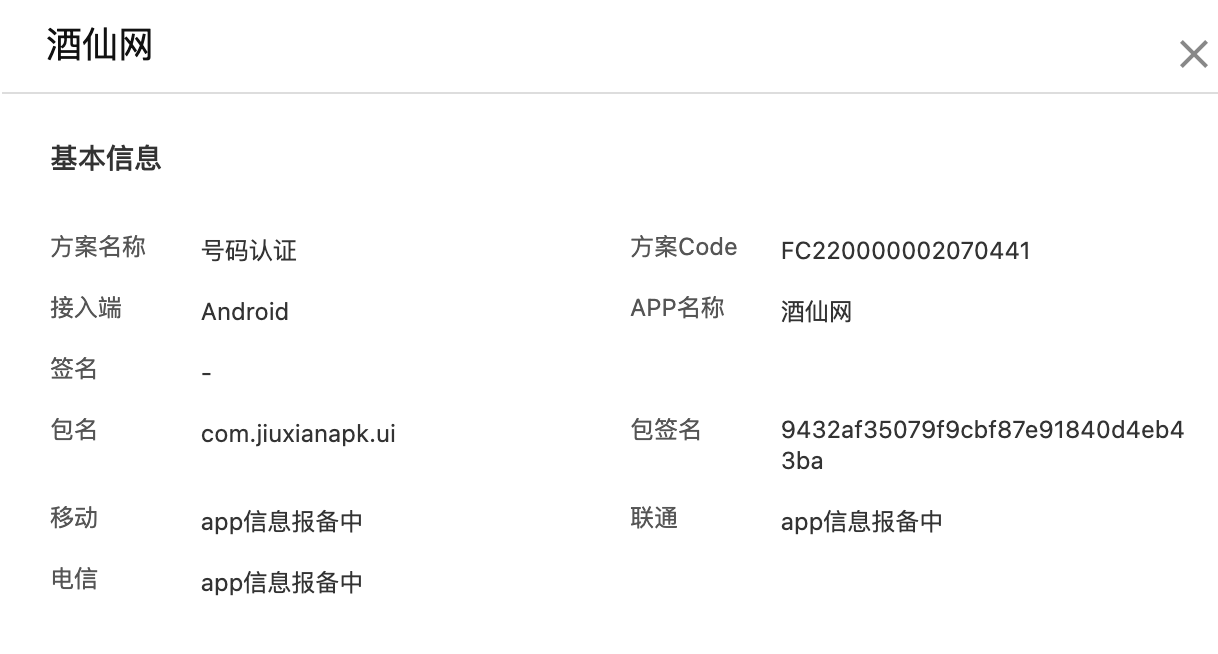 酒仙网
基本信息
方案名称 号码认证 方案Code FC220000002070441
接入端 Android APP名称 酒仙网
签名 -
包名 com.jiuxianapk.ui 包签名 9432af35079f9cbf87e91840d4eb4
3ba
移动 app信息报备中 联通 app信息报备中
电信 app信息报备中